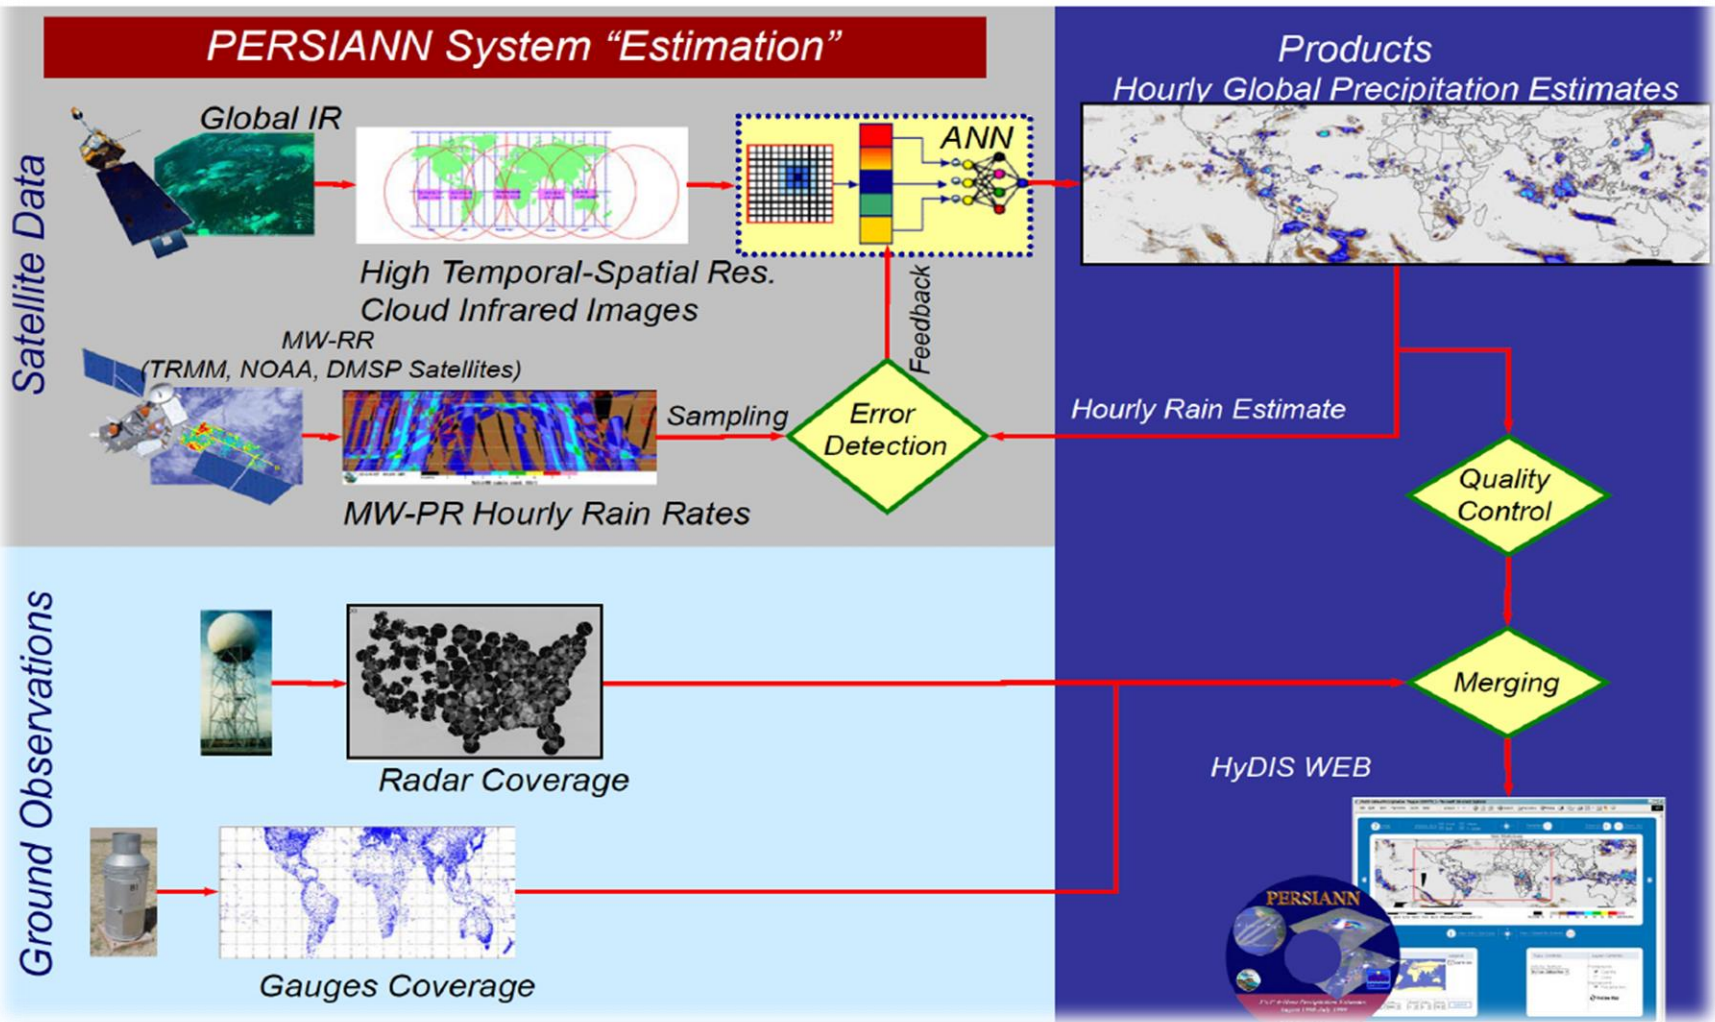 PERSIANN System “Estimation”
Products
Hourly Global Precipitation Estimates
Satellite Data
Global IR
ANN
High Temporal-Spatial Res.
Cloud Infrared Images
Feedback
MW-RR
(TRMM, NOAA, DMSP Satellites)
Sampling
Error
Detection
Hourly Rain Estimate
MW-PR Hourly Rain Rates
Quality
Control
Ground Observations
Merging
Radar Coverage
HyDIS WEB
PERSIANN
Gauges Coverage